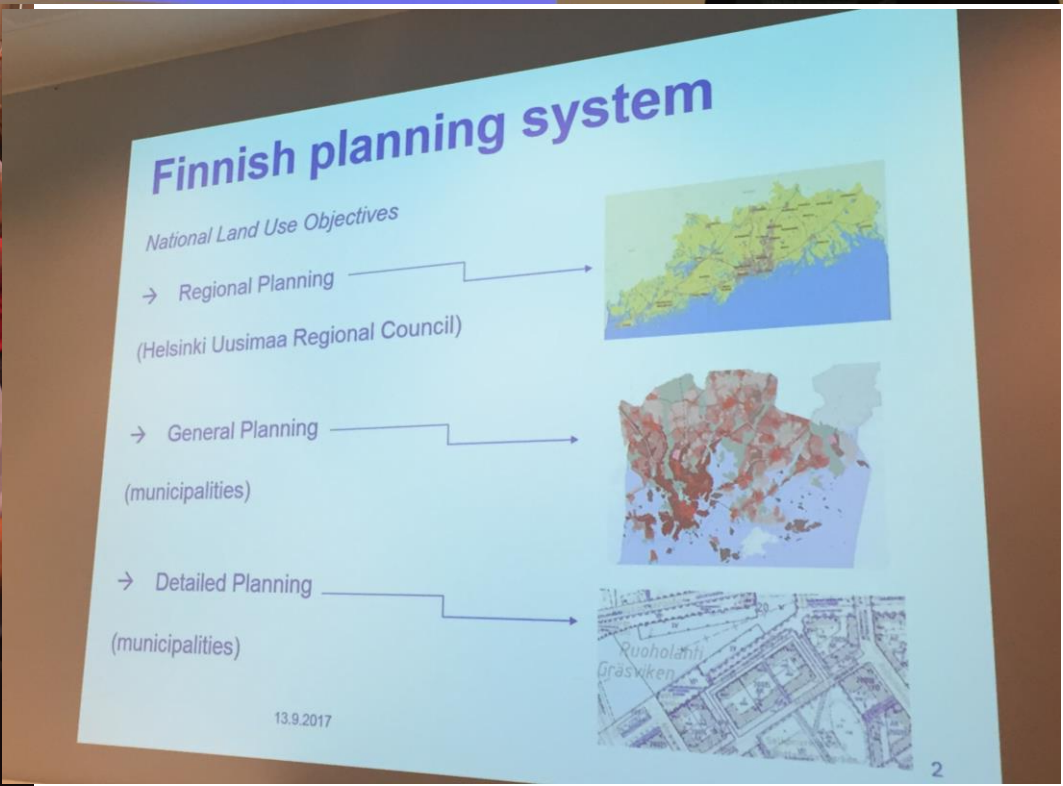 Finnish planning system
National Land Use Objectives
→ Regional Planning
(Helsinki Uusimaa Regional Council)
→ General Planning
(municipalities)
→ Detailed Planning
(municipalities)
Ruoholahti
Gräsviken
20
13.9.2017
2